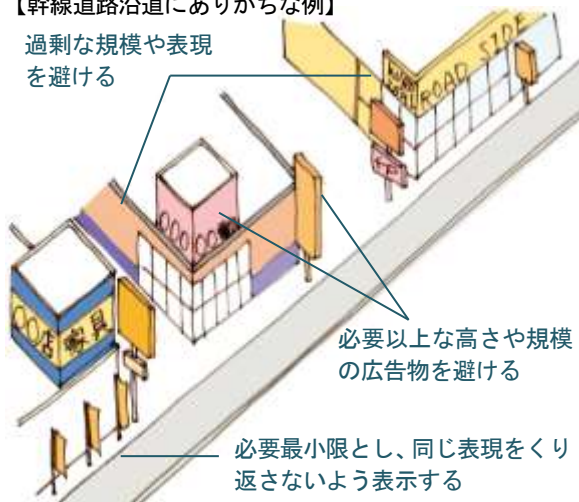 【幹線道路沿道にありがちな例】
過剰な規模や表現
を避ける
ROAD SIDE
〇〇店
家具
必要以上な高さや規模
の広告物を避ける
必要最小限とし、同じ表現をくり
返さないよう表示する